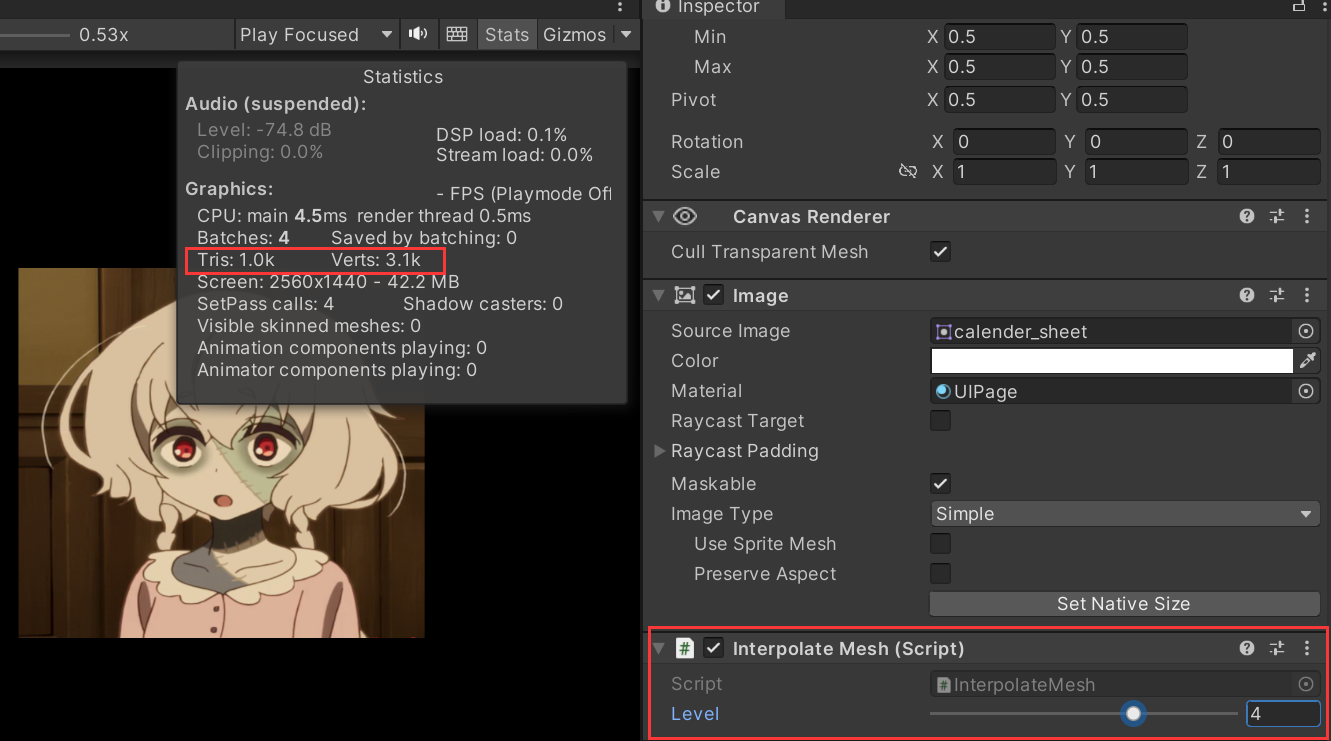 Inspector
0.53x Play Focused Stats Gizmos
Statistics
Audio (suspended):
Level: -74.8 dB DSP load: 0.1%
Clipping: 0.0% Stream load: 0.0%
Graphics: - FPS (Playmode Off
CPU: main 4.5ms render thread 0.5ms
Batches: 4 Saved by batching: 0
Tris: 1.0k Verts: 3.1k
Screen: 2560x1440 - 42.2 MB
SetPass calls: 4 Shadow casters: 0
Visible skinned meshes: 0
Animation components playing: 0
Animator components playing: 0
Min X 0.5 Y 0.5
Max X 0.5 Y 0.5
Pivot X 0.5 Y 0.5
Rotation X 0 Y 0 Z 0
Scale X 1 Y 1 Z 1
Canvas Renderer
Cull Transparent Mesh
Image
Source Image calender_sheet
Color
Material UIPage
Raycast Target
Raycast Padding
Maskable
Image Type Simple
Use Sprite Mesh
Preserve Aspect
Set Native Size
# Interpolate Mesh (Script)
Script # InterpolateMesh
Level 4